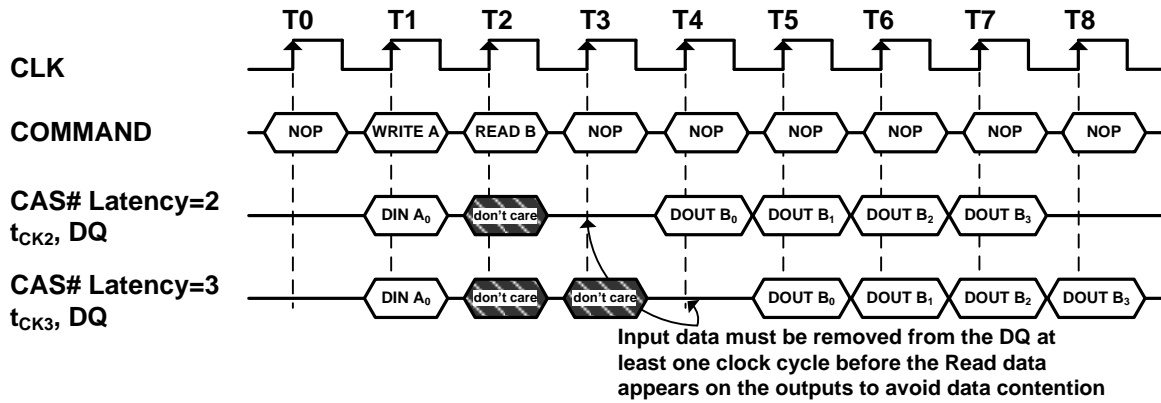 T0 T1 T2 T3 T4 T5 T6 T7 T8
CLK
COMMAND NOP WRITE A READ B NOP NOP NOP NOP NOP NOP
CAS# Latency=2
tCK2, DQ DIN A0 don't care DOUT B0 DOUT B1 DOUT B2 DOUT B3
CAS# Latency=3
tCK3, DQ DIN A0 don't care don't care DOUT B0 DOUT B1 DOUT B2 DOUT B3
Input data must be removed from the DQ at
least one clock cycle before the Read data
appears on the outputs to avoid data contention